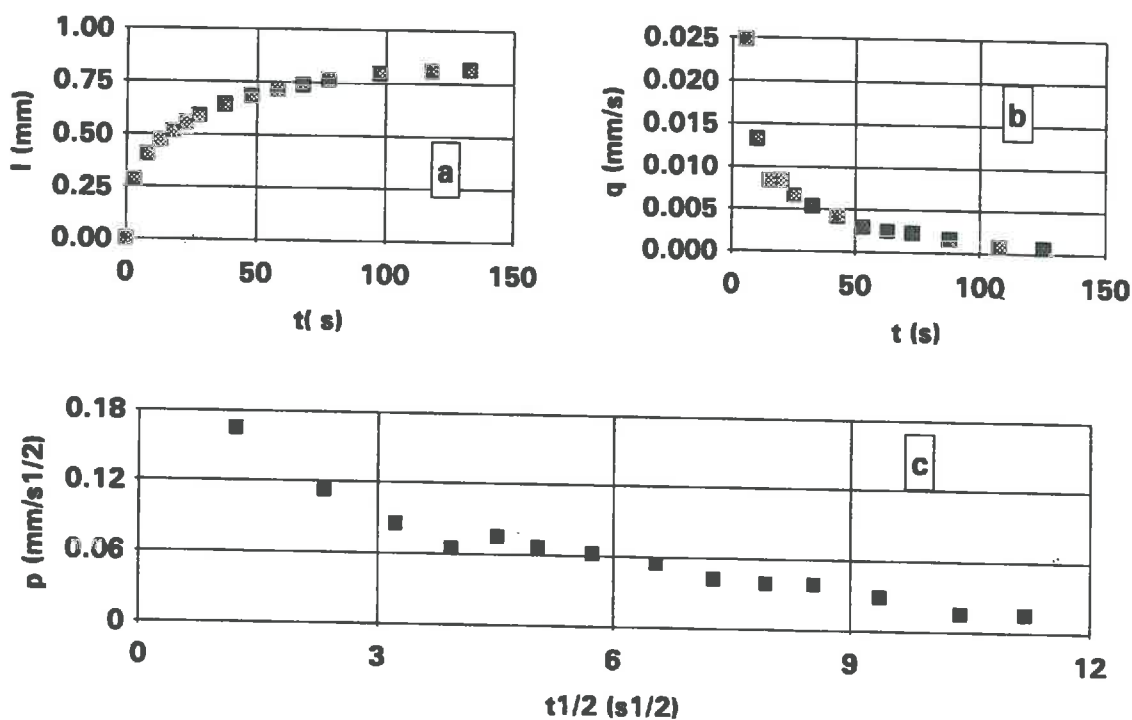 1.00
0.75
0.50
0.25
0.00
I (mm)
0 50 100 150
t( s)
a
0.025
0.020
0.015
0.010
0.005
0.000
q (mm/s)
0 50 100 150
t (s)
b
0.18
0.12
0.06
0
p (mm/s1/2)
0 3 6 9 12
t1/2 (s1/2)
c